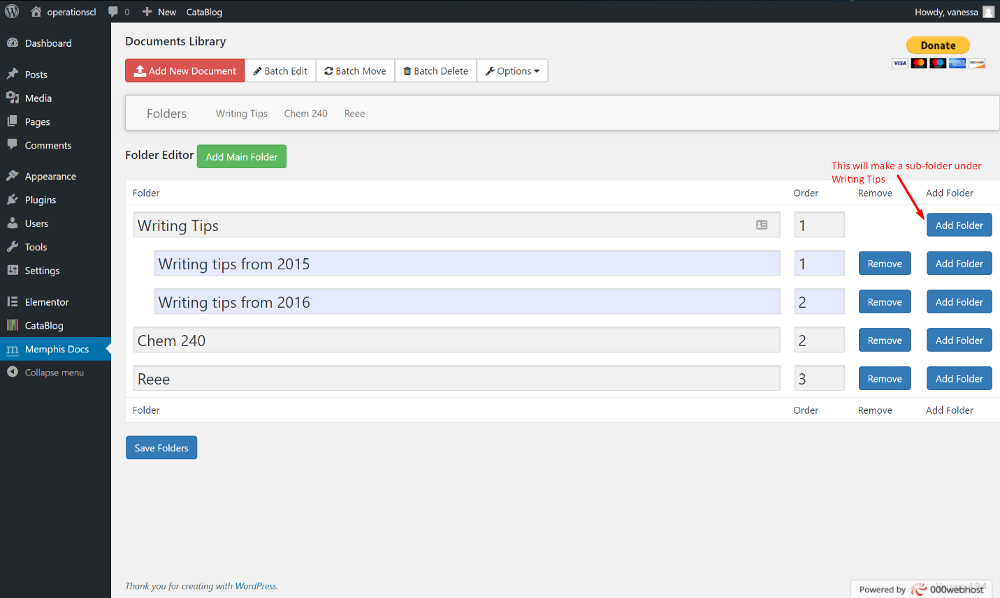 operationscl 0 New CataBlog Howdy, vanessa
Dashboard
Posts
Media
Pages
Comments
Appearance
Plugins
Users
Tools
Settings
Elementor
CataBlog
m Memphis Docs
Collapse menu
Documents Library
Donate
VISA
DISCOVER
Add New Document Batch Edit Batch Move Batch Delete Options
Folders Writing Tips Chem 240 Reee
Folder Editor Add Main Folder
This will make a sub-folder under
Writing Tips
Folder Order Remove Add Folder
Writing Tips 1 Add Folder
Writing tips from 2015 1 Remove Add Folder
Writing tips from 2016 2 Remove Add Folder
Chem 240 2 Remove Add Folder
Reee 3 Remove Add Folder
Folder Order Remove Add Folder
Save Folders
Thank you for creating with WordPress.
Version 4.9.4
Powered by 000webhost